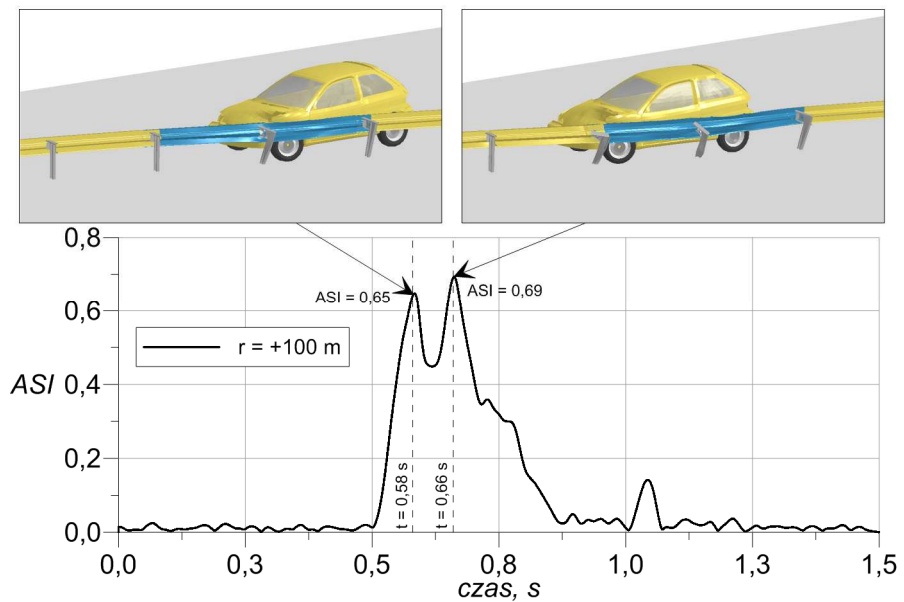 0,8
ASI = 0,65
ASI = 0,69
0,6
r = +100 m
ASI
0,4
0,2
t = 0,58 s
t = 0,66 s
0,0
0,0 0,3 0,5 0,8 1,0 1,3 1,5
czas, s